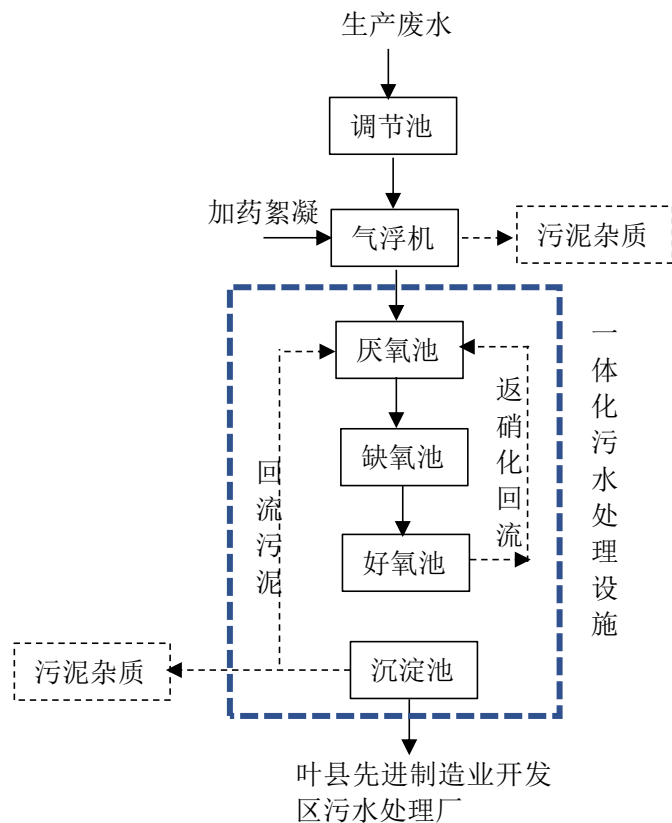 生产废水
调节池
加药絮凝
气浮机
污泥杂质
厌氧池
一体化污水处理设施
返硝化回流
缺氧池
回流污泥
好氧池
污泥杂质
沉淀池
叶县先进制造业开发
区污水处理厂